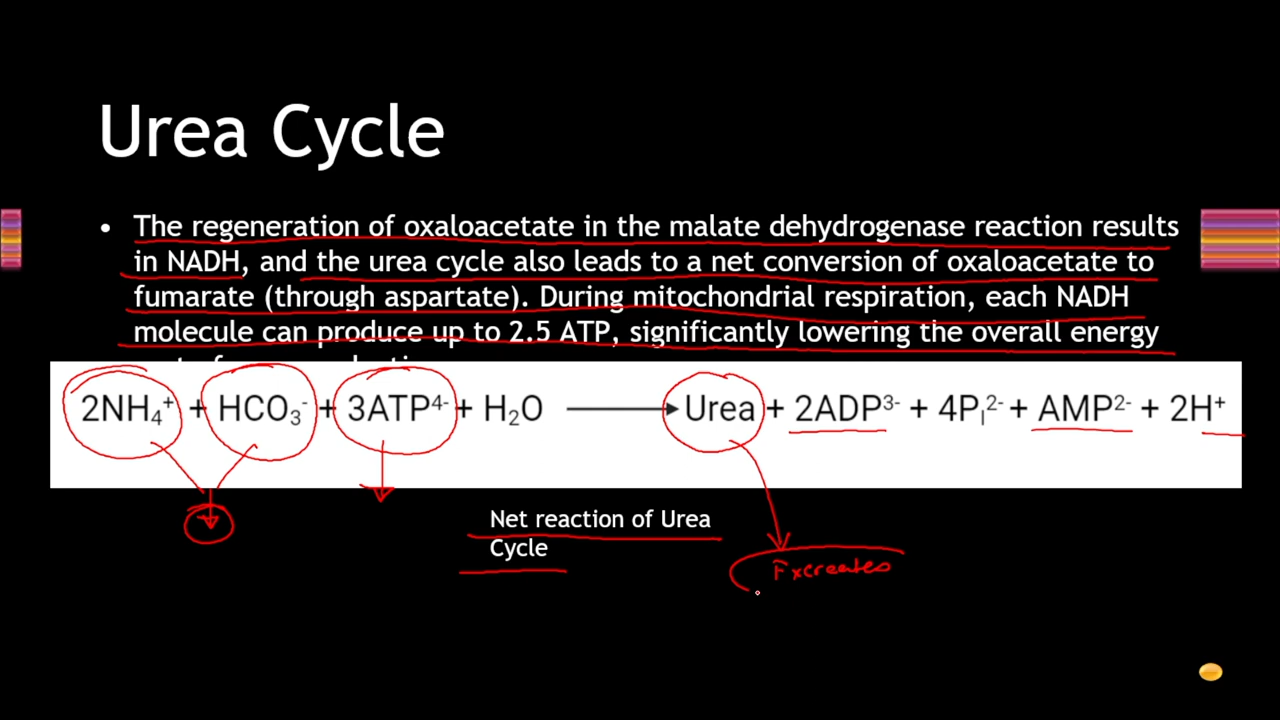 Urea Cycle
• The regeneration of oxaloacetate in the malate dehydrogenase reaction results
in NADH, and the urea cycle also leads to a net conversion of oxaloacetate to
fumarate (through aspartate). During mitochondrial respiration, each NADH
molecule can produce up to 2.5 ATP, significantly lowering the overall energy
2NH₄⁺ + HCO₃⁻ + 3ATP⁴⁻ + H₂O ⟶ Urea + 2ADP³⁻ + 4Pᵢ²⁻ + AMP²⁻ + 2H⁺
Net reaction of Urea
Cycle
Excreates